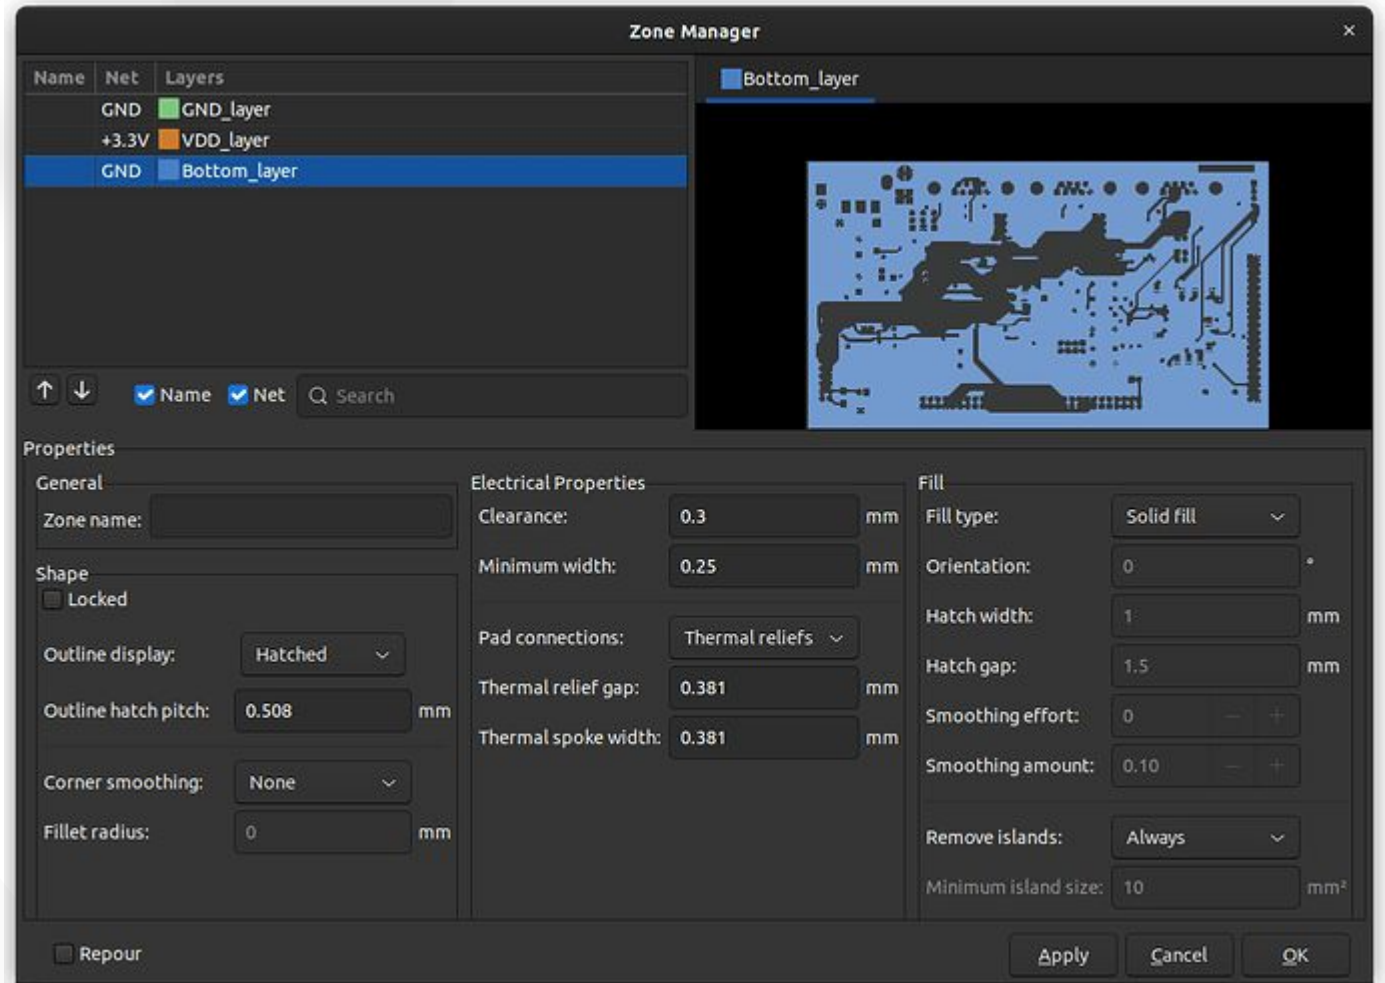 Zone Manager ×
Name Net Layers
GND GND_layer
+3.3V VDD_layer
GND Bottom_layer
Bottom_layer
Name Net Search
Properties
General
Zone name:
Shape
Locked
Outline display: Hatched
Outline hatch pitch: 0.508 mm
Corner smoothing: None
Fillet radius: 0 mm
Electrical Properties
Clearance: 0.3 mm
Minimum width: 0.25 mm
Pad connections: Thermal reliefs
Thermal relief gap: 0.381 mm
Thermal spoke width: 0.381 mm
Fill
Fill type: Solid fill
Orientation: 0 °
Hatch width: 1 mm
Hatch gap: 1.5 mm
Smoothing effort: 0 − +
Smoothing amount: 0.10 − +
Remove islands: Always
Minimum island size: 10 mm²
Repour
Apply Cancel OK